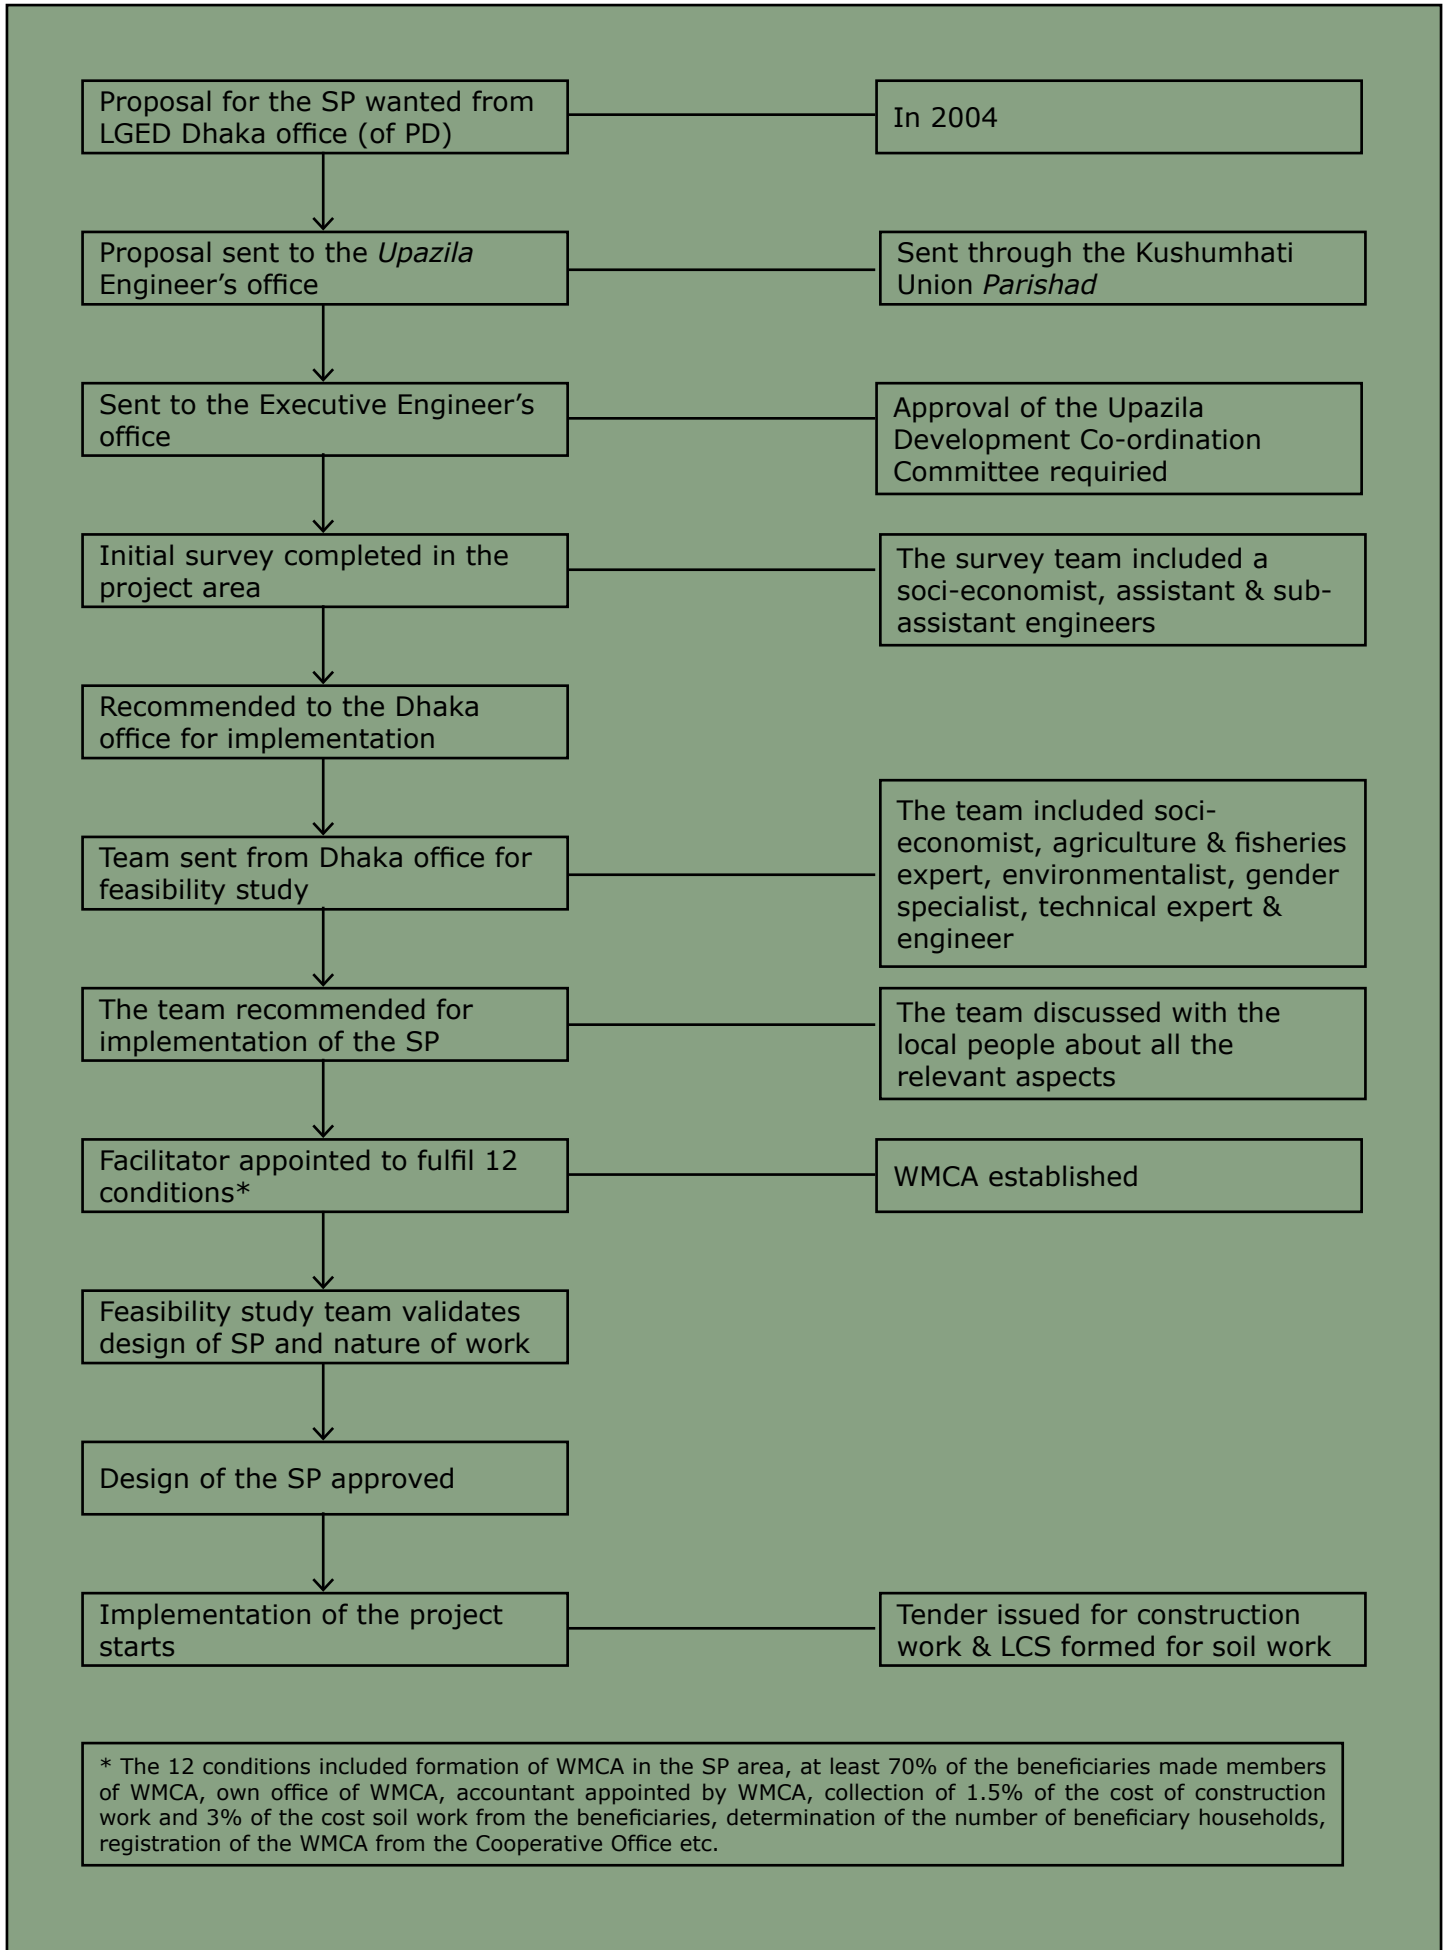 Proposal for the SP wanted from
LGED Dhaka office (of PD)
In 2004
Proposal sent to the Upazila
Engineer's office
Sent through the Kushumhati
Union Parishad
Sent to the Executive Engineer's
office
Approval of the Upazila
Development Co-ordination
Committee requiried
Initial survey completed in the
project area
The survey team included a
soci-economist, assistant & sub-
assistant engineers
Recommended to the Dhaka
office for implementation
Team sent from Dhaka office for
feasibility study
The team included soci-
economist, agriculture & fisheries
expert, environmentalist, gender
specialist, technical expert &
engineer
The team recommended for
implementation of the SP
The team discussed with the
local people about all the
relevant aspects
Facilitator appointed to fulfil 12
conditions*
WMCA established
Feasibility study team validates
design of SP and nature of work
Design of the SP approved
Implementation of the project
starts
Tender issued for construction
work & LCS formed for soil work
* The 12 conditions included formation of WMCA in the SP area, at least 70% of the beneficiaries made members
of WMCA, own office of WMCA, accountant appointed by WMCA, collection of 1.5% of the cost of construction
work and 3% of the cost soil work from the beneficiaries, determination of the number of beneficiary households,
registration of the WMCA from the Cooperative Office etc.